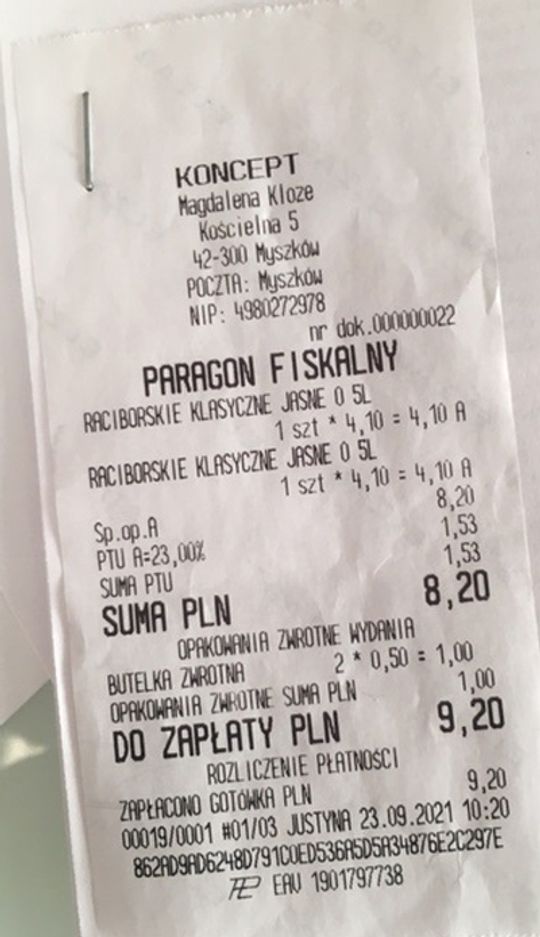 KONCEPT
Magdalena Kloze
Kościelna 5
42-300 Myszków
POCZTA: Myszków
NIP: 4980272978
nr dok.000000022
PARAGON FISKALNY
RACIBORSKIE KLASYCZNE JASNE 0 5L
1 szt * 4,10 = 4,10 A
RACIBORSKIE KLASYCZNE JASNE 0 5L
1 szt * 4,10 = 4,10 A
Sp.op.A 8,20
PTU A=23,00% 1,53
SUMA PTU 1,53
SUMA PLN 8,20
OPAKOWANIA ZWROTNE WYDANIA
BUTELKA ZWROTNA 2 * 0,50 = 1,00
OPAKOWANIA ZWROTNE SUMA PLN 1,00
DO ZAPŁATY PLN 9,20
ROZLICZENIE PŁATNOŚCI
ZAPŁACONO GOTÓWKA PLN 9,20
00019/0001 #01/03 JUSTYNA 23.09.2021 10:20
862AD9AD6248D791C0ED536A5D5A34876E2C297E
EAV 1901797738